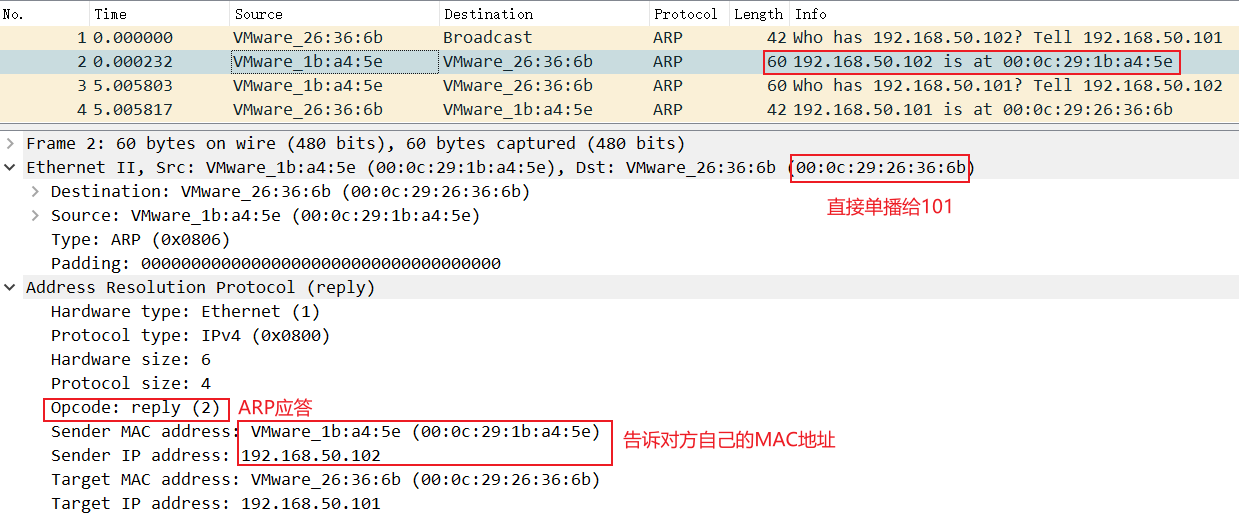 No. Time Source Destination Protocol Length Info
1 0.000000 VMware_26:36:6b Broadcast ARP 42 Who has 192.168.50.102? Tell 192.168.50.101
2 0.000232 VMware_1b:a4:5e VMware_26:36:6b ARP 60 192.168.50.102 is at 00:0c:29:1b:a4:5e
3 5.005803 VMware_1b:a4:5e VMware_26:36:6b ARP 60 Who has 192.168.50.101? Tell 192.168.50.102
4 5.005817 VMware_26:36:6b VMware_1b:a4:5e ARP 42 192.168.50.101 is at 00:0c:29:26:36:6b
Frame 2: 60 bytes on wire (480 bits), 60 bytes captured (480 bits)
Ethernet II, Src: VMware_1b:a4:5e (00:0c:29:1b:a4:5e), Dst: VMware_26:36:6b (00:0c:29:26:36:6b)
Destination: VMware_26:36:6b (00:0c:29:26:36:6b)
Source: VMware_1b:a4:5e (00:0c:29:1b:a4:5e)
直接单播给101
Type: ARP (0x0806)
Padding: 000000000000000000000000000000000000
Address Resolution Protocol (reply)
Hardware type: Ethernet (1)
Protocol type: IPv4 (0x0800)
Hardware size: 6
Protocol size: 4
Opcode: reply (2) ARP应答
Sender MAC address: VMware_1b:a4:5e (00:0c:29:1b:a4:5e)
告诉对方自己的MAC地址
Sender IP address: 192.168.50.102
Target MAC address: VMware_26:36:6b (00:0c:29:26:36:6b)
Target IP address: 192.168.50.101